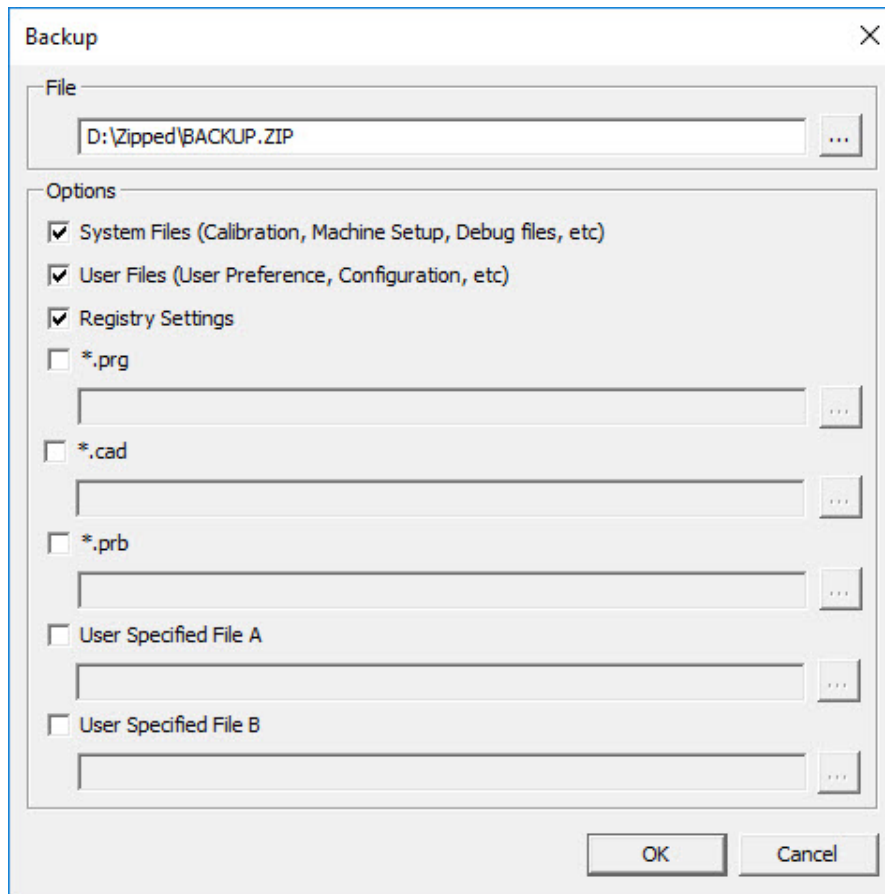 Backup
File
D:\Zipped\BACKUP.ZIP
...
Options
System Files (Calibration, Machine Setup, Debug files, etc)
User Files (User Preference, Configuration, etc)
Registry Settings
*.prg
...
*.cad
...
*.prb
...
User Specified File A
...
User Specified File B
...
OK Cancel